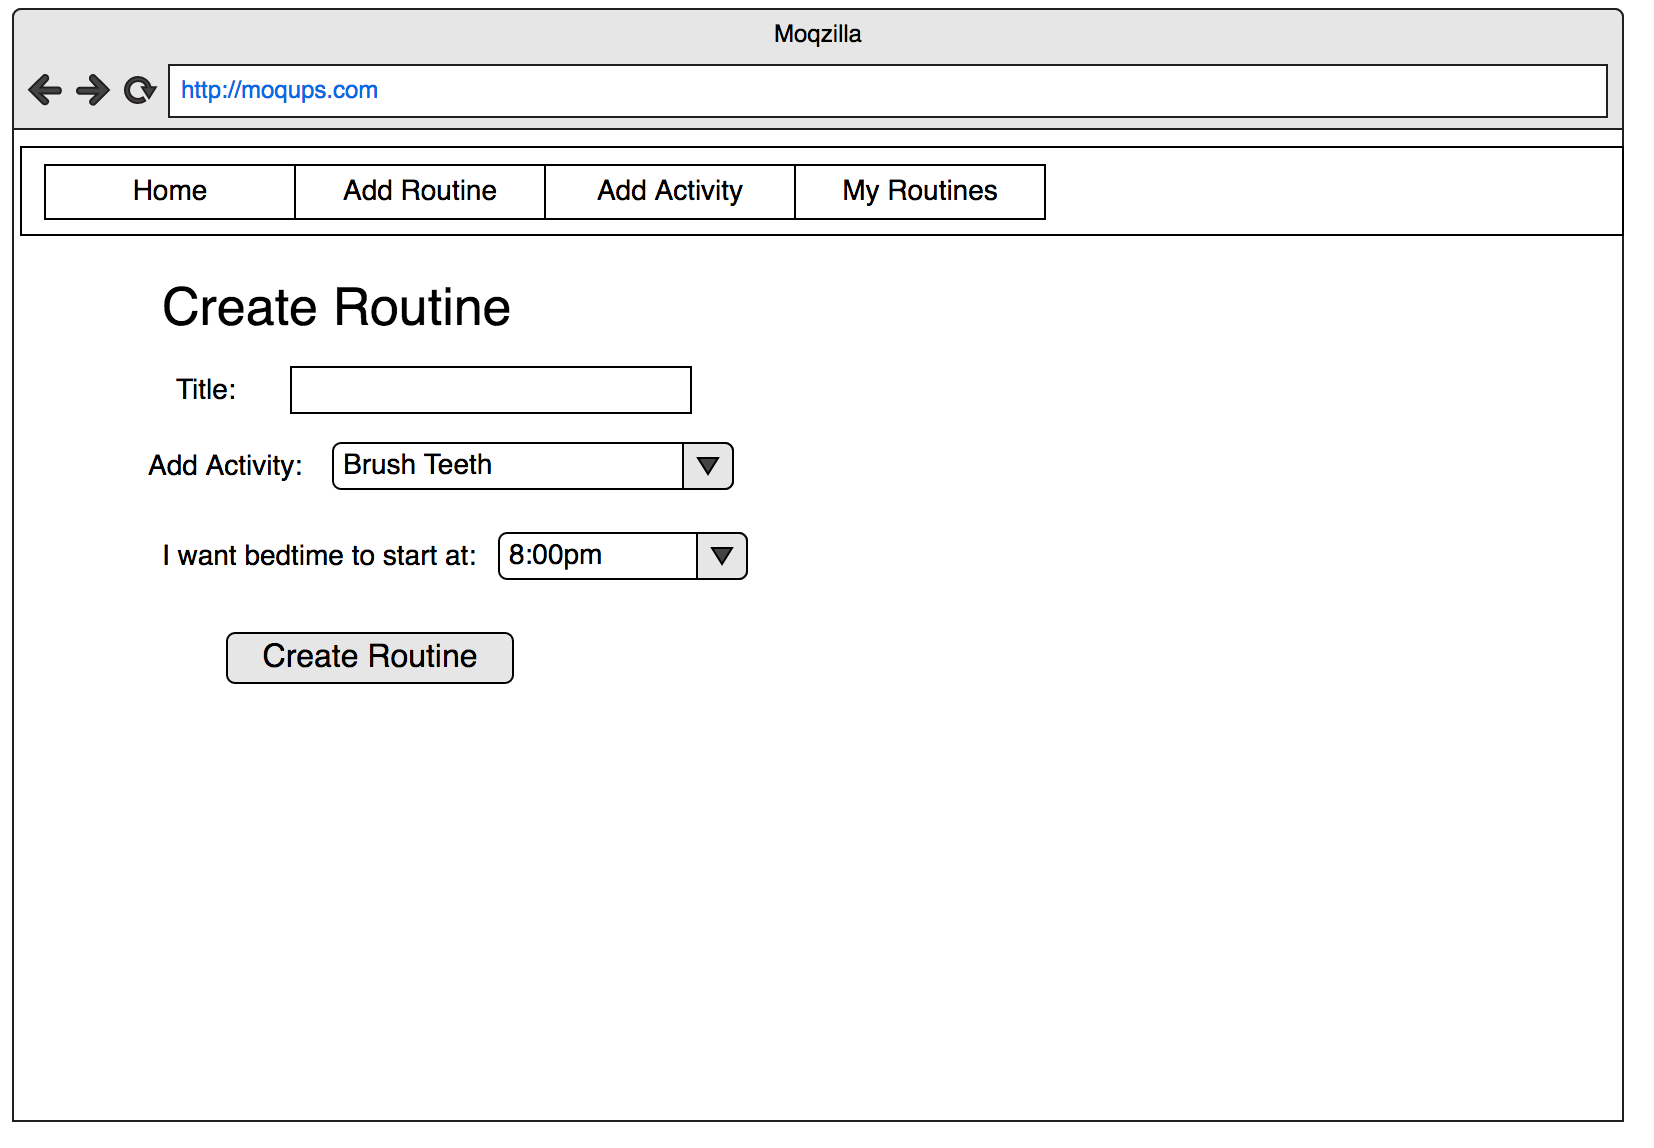 Moqzilla
http://moqups.com
Home Add Routine Add Activity My Routines
Create Routine
Title:
Add Activity: Brush Teeth
I want bedtime to start at: 8:00pm
Create Routine